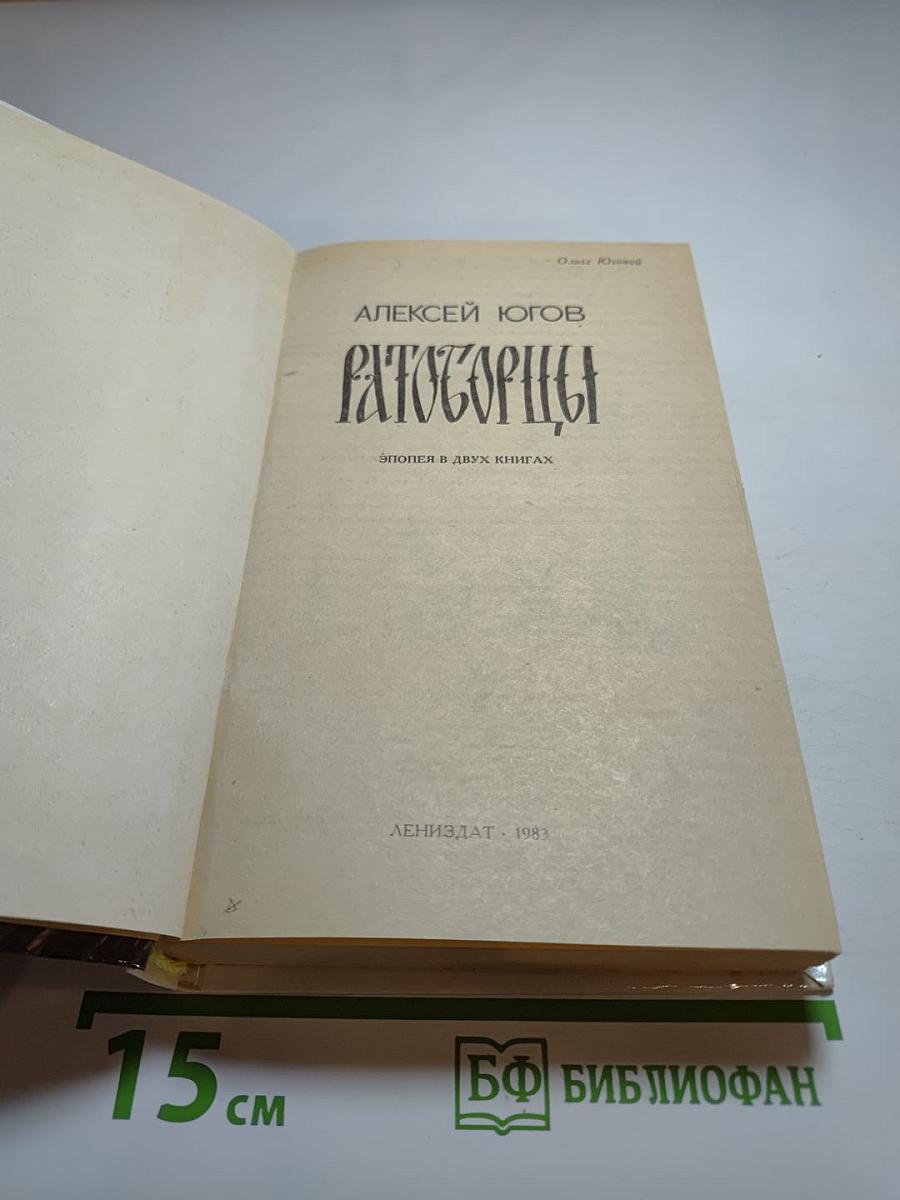 Ольге Юговой
АЛЕКСЕЙ ЮГОВ
РАТОБОРЦЫ
ЭПОПЕЯ В ДВУХ КНИГАХ
ЛЕНИЗДАТ · 1983
15 см
БФ БИБЛИОФАН